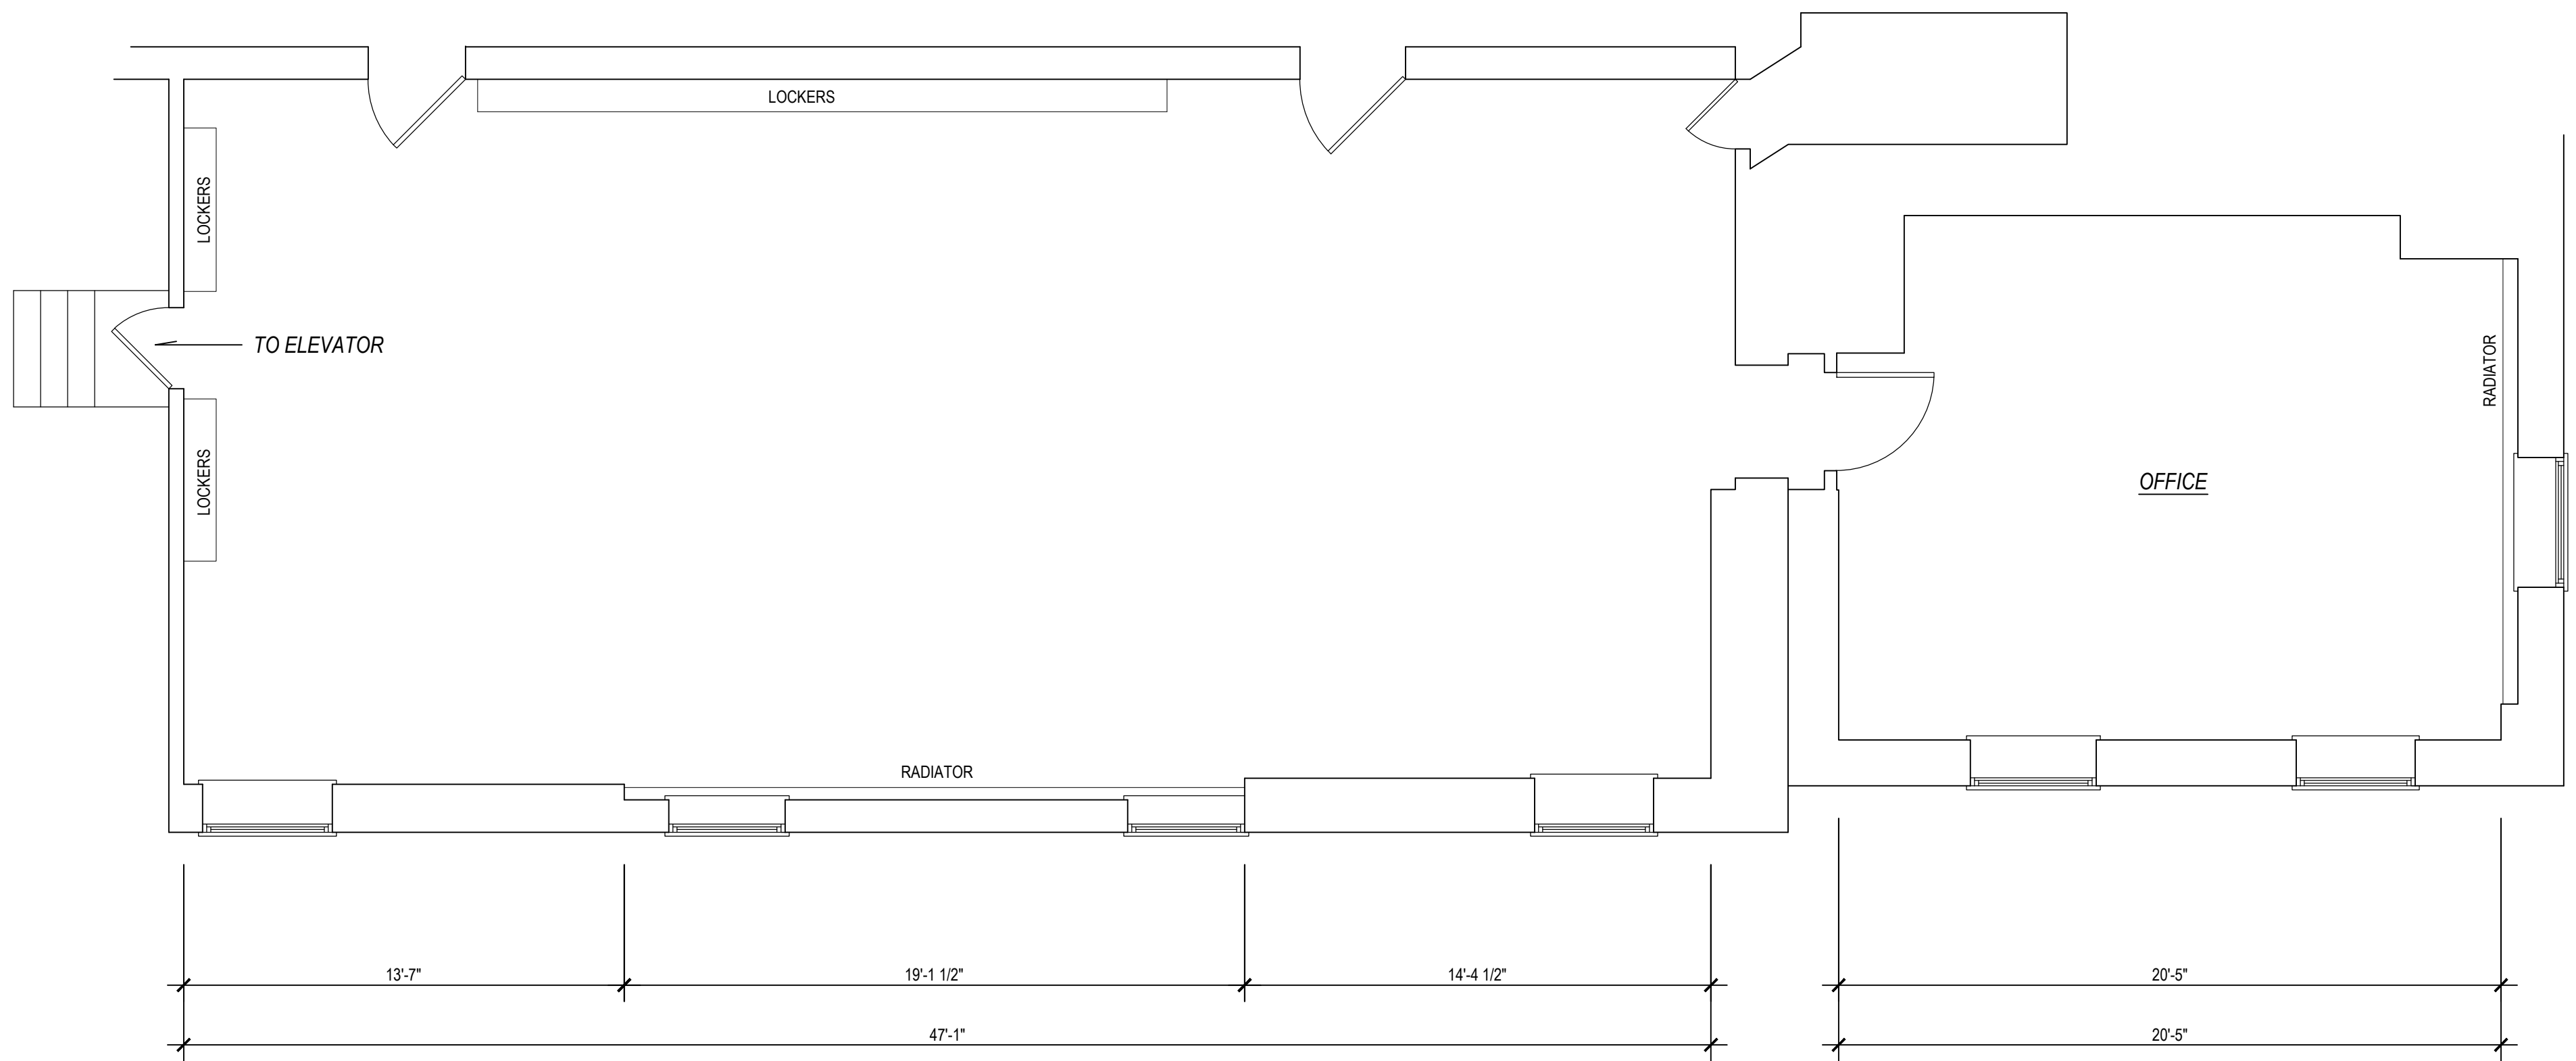 LOCKERS
LOCKERS
TO ELEVATOR
RADIATOR
LOCKERS
OFFICE
RADIATOR
13'-7"
19'-1 1/2"
14'-4 1/2"
20'-5"
47'-1"
20'-5"